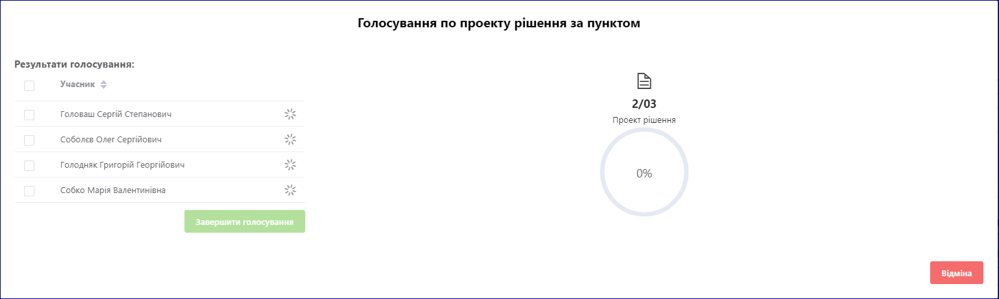 Голосування по проекту рішення за пунктом
Результати голосування:
Учасник
Головаш Сергій Степанович
Соболєв Олег Сергійович
Голодняк Григорій Георгійович
Собко Марія Валентинівна
Завершити голосування
2/03
Проект рішення
0%
Відміна